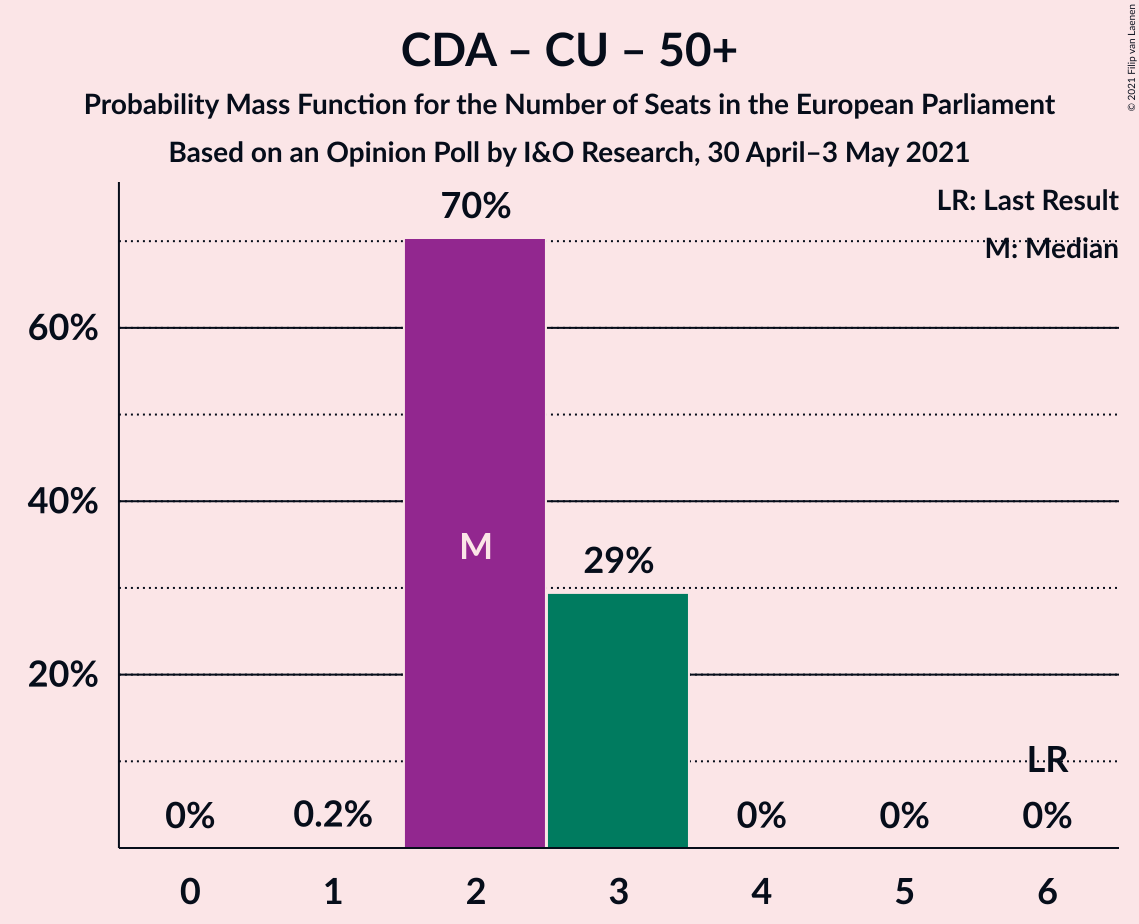 CDA – CU – 50+
Probability Mass Function for the Number of Seats in the European Parliament
Based on an Opinion Poll by I&O Research, 30 April–3 May 2021
© 2021 Filip van Laenen
LR: Last Result
M: Median
70%
60%
40%
M
29%
20%
LR
0%
0.2%
0%
0%
0%
0 1 2 3 4 5 6